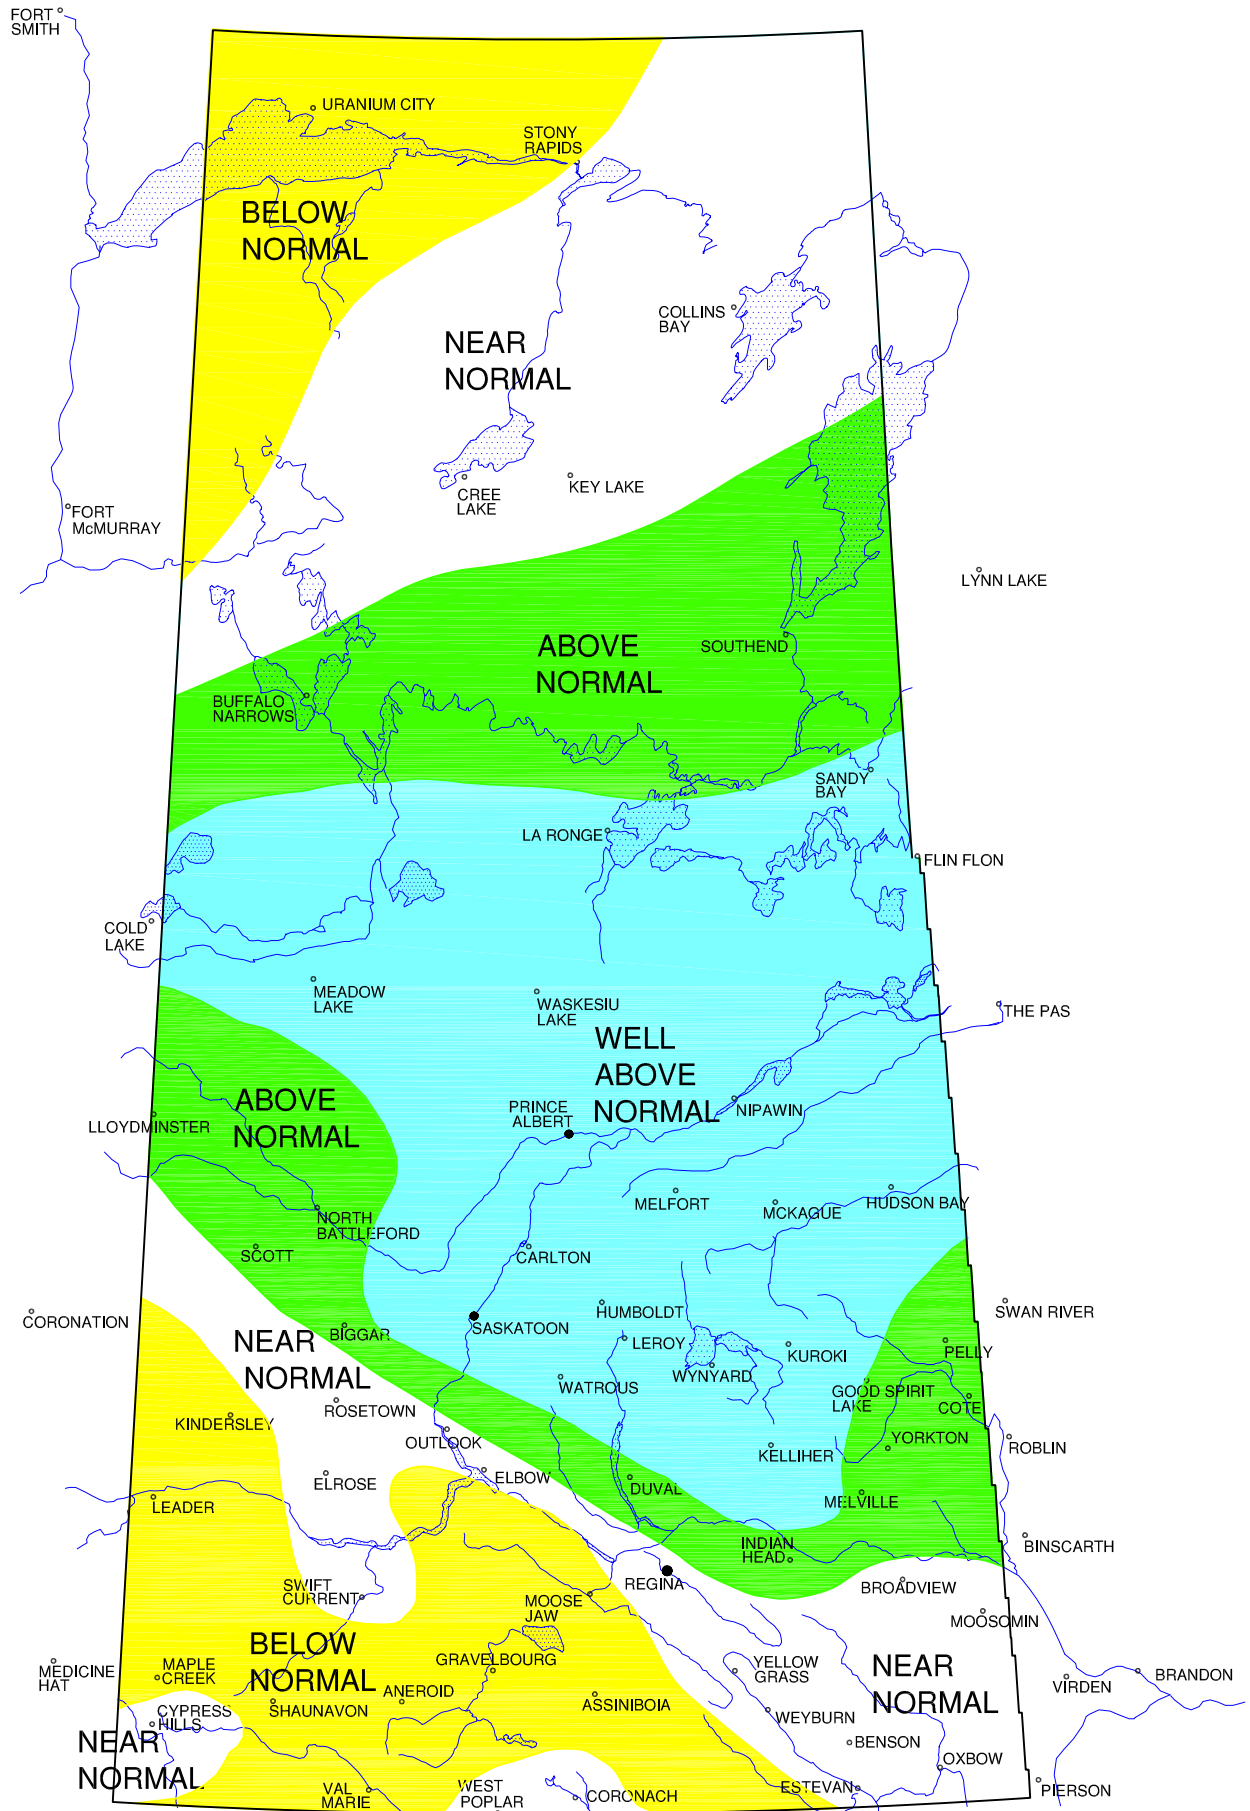 FORT
SMITH
URANIUM CITY
STONY
RAPIDS
BELOW
NORMAL
COLLINS
BAY
NEAR
NORMAL
CREE
LAKE
KEY LAKE
FORT
McMURRAY
LYNN LAKE
ABOVE
NORMAL
SOUTHEND
BUFFALO
NARROWS
SANDY
BAY
LA RONGE
FLIN FLON
COLD
LAKE
MEADOW
LAKE
WASKESIU
LAKE
THE PAS
WELL
ABOVE
NORMAL
ABOVE
NORMAL
PRINCE
ALBERT
NIPAWIN
LLOYDMINSTER
MELFORT
MCKAGUE
HUDSON BAY
NORTH
BATTLEFORD
SCOTT
CARLTON
CORONATION
HUMBOLDT
SWAN RIVER
SASKATOON
BIGGAR
NEAR
NORMAL
LEROY
KUROKI
PELLY
WYNYARD
WATROUS
GOOD SPIRIT
LAKE
COTE
ROSETOWN
KINDERSLEY
OUTLOOK
YORKTON
ROBLIN
KELLIHER
ELROSE
ELBOW
DUVAL
LEADER
MELVILLE
INDIAN
HEAD
BINSCARTH
SWIFT
CURRENT
REGINA
BROADVIEW
MOOSE
JAW
MOOSOMIN
BELOW
NORMAL
MEDICINE
HAT
MAPLE
CREEK
GRAVELBOURG
YELLOW
GRASS
NEAR
NORMAL
VIRDEN
BRANDON
CYPRESS
HILLS
SHAUNAVON
ANEROID
ASSINIBOIA
WEYBURN
NEAR
NORMAL
BENSON
OXBOW
VAL
MARIE
WEST
POPLAR
CORONACH
ESTEVAN
PIERSON